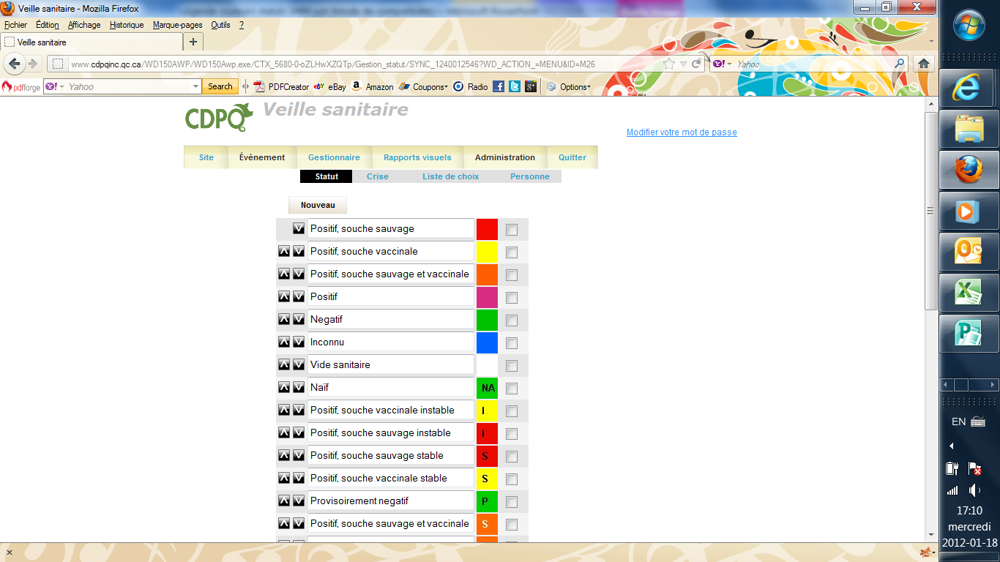 Veille sanitaire - Mozilla Firefox
Fichier Édition Affichage Historique Marque-pages Outils ?
Veille sanitaire
www.cdpqinc.qc.ca/WD150AWP/WD150Awp.exe/CTX_5680-0-oZLHwXZQTp/Gestion_statut/SYNC_1240012546?WD_ACTION_=MENU&ID=M26
Yahoo
pdfforge Yahoo Search PDFCreator eBay Amazon Coupons Radio Options
CDPQ Veille sanitaire
Modifier votre mot de passe
Site Évènement Gestionnaire Rapports visuels Administration Quitter
Statut Crise Liste de choix Personne
Nouveau
Positif, souche sauvage
Positif, souche vaccinale
Positif, souche sauvage et vaccinale
Positif
Negatif
Inconnu
Vide sanitaire
Naïf NA
Positif, souche vaccinale instable I
Positif, souche sauvage instable I
Positif, souche sauvage stable S
Positif, souche vaccinale stable S
Provisoirement negatif P
Positif, souche sauvage et vaccinale S
EN
17:10
mercredi
2012-01-18